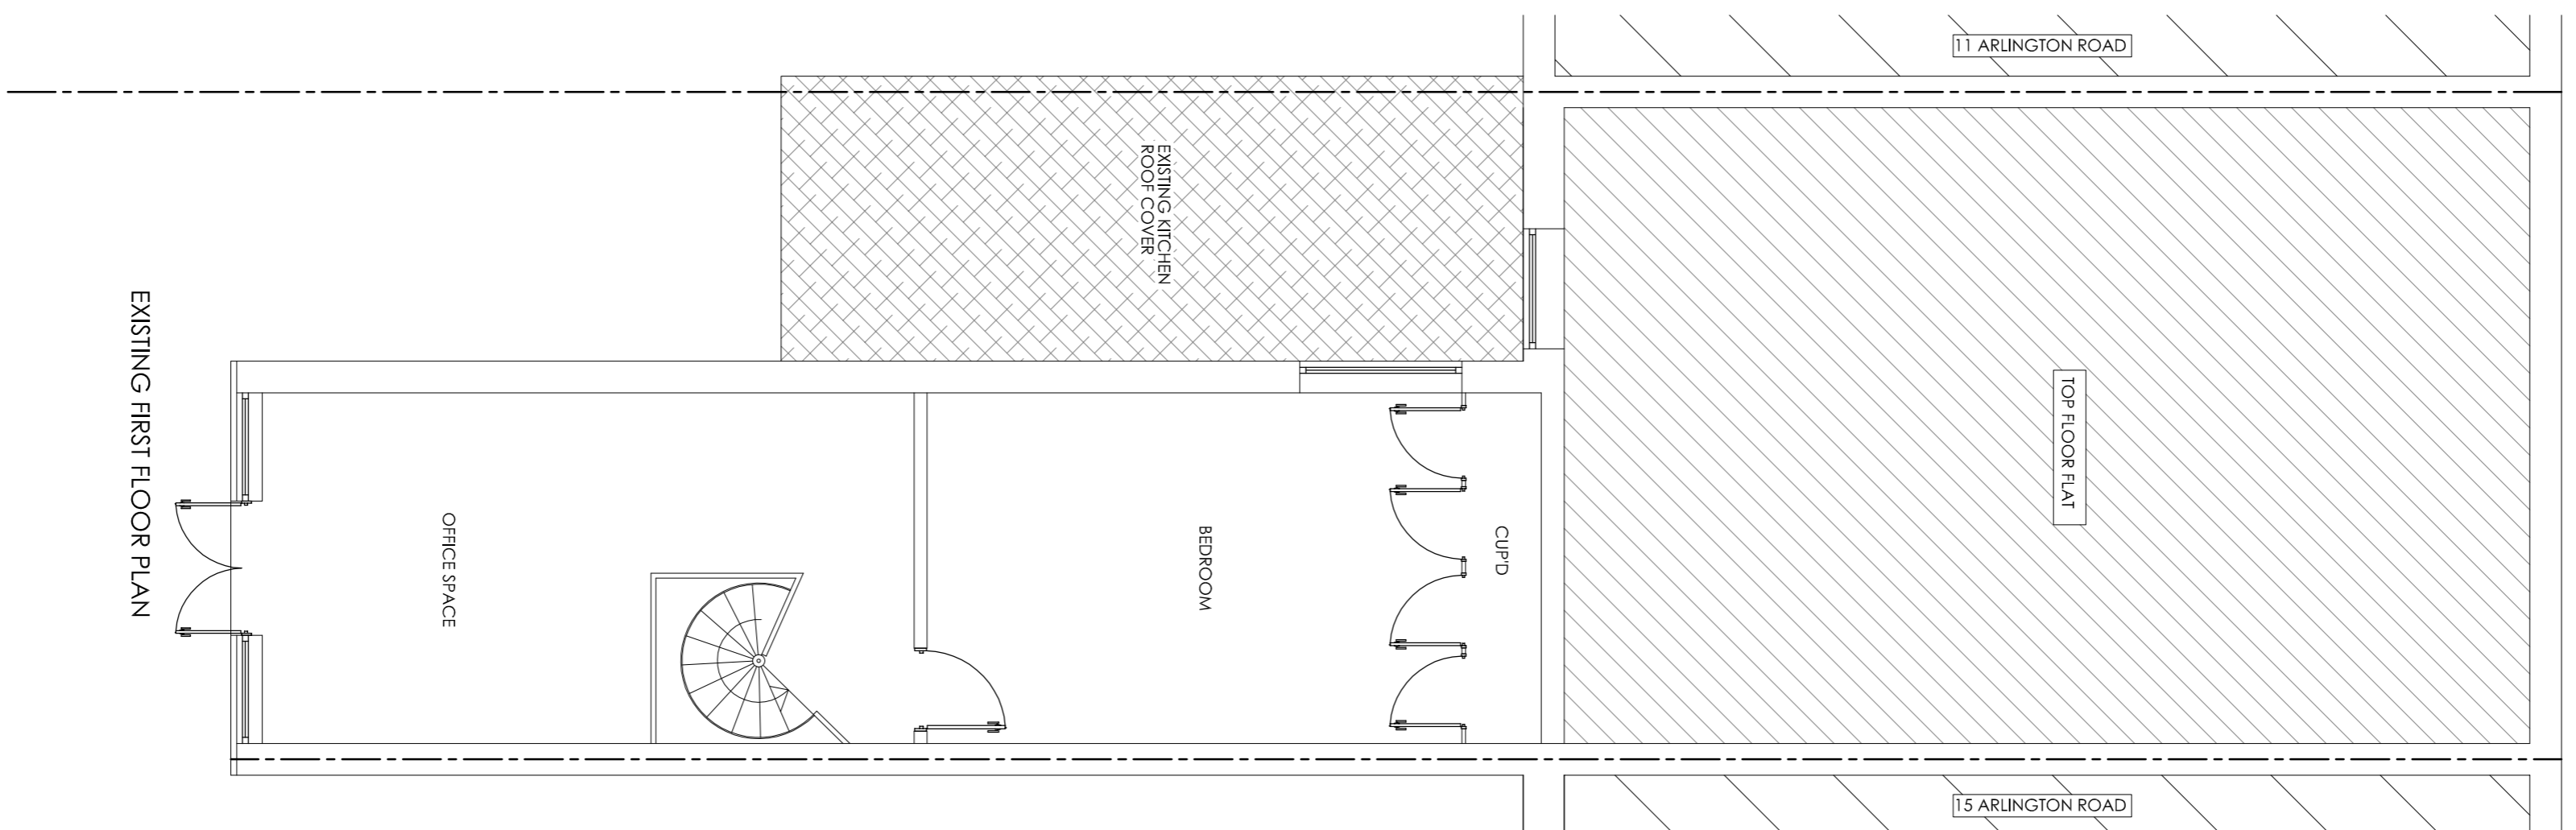 11 ARLINGTON ROAD
EXISTING KITCHEN
ROOF COVER
TOP FLOOR FLAT
EXISTING FIRST FLOOR PLAN
OFFICE SPACE
BEDROOM
CUP'D
15 ARLINGTON ROAD